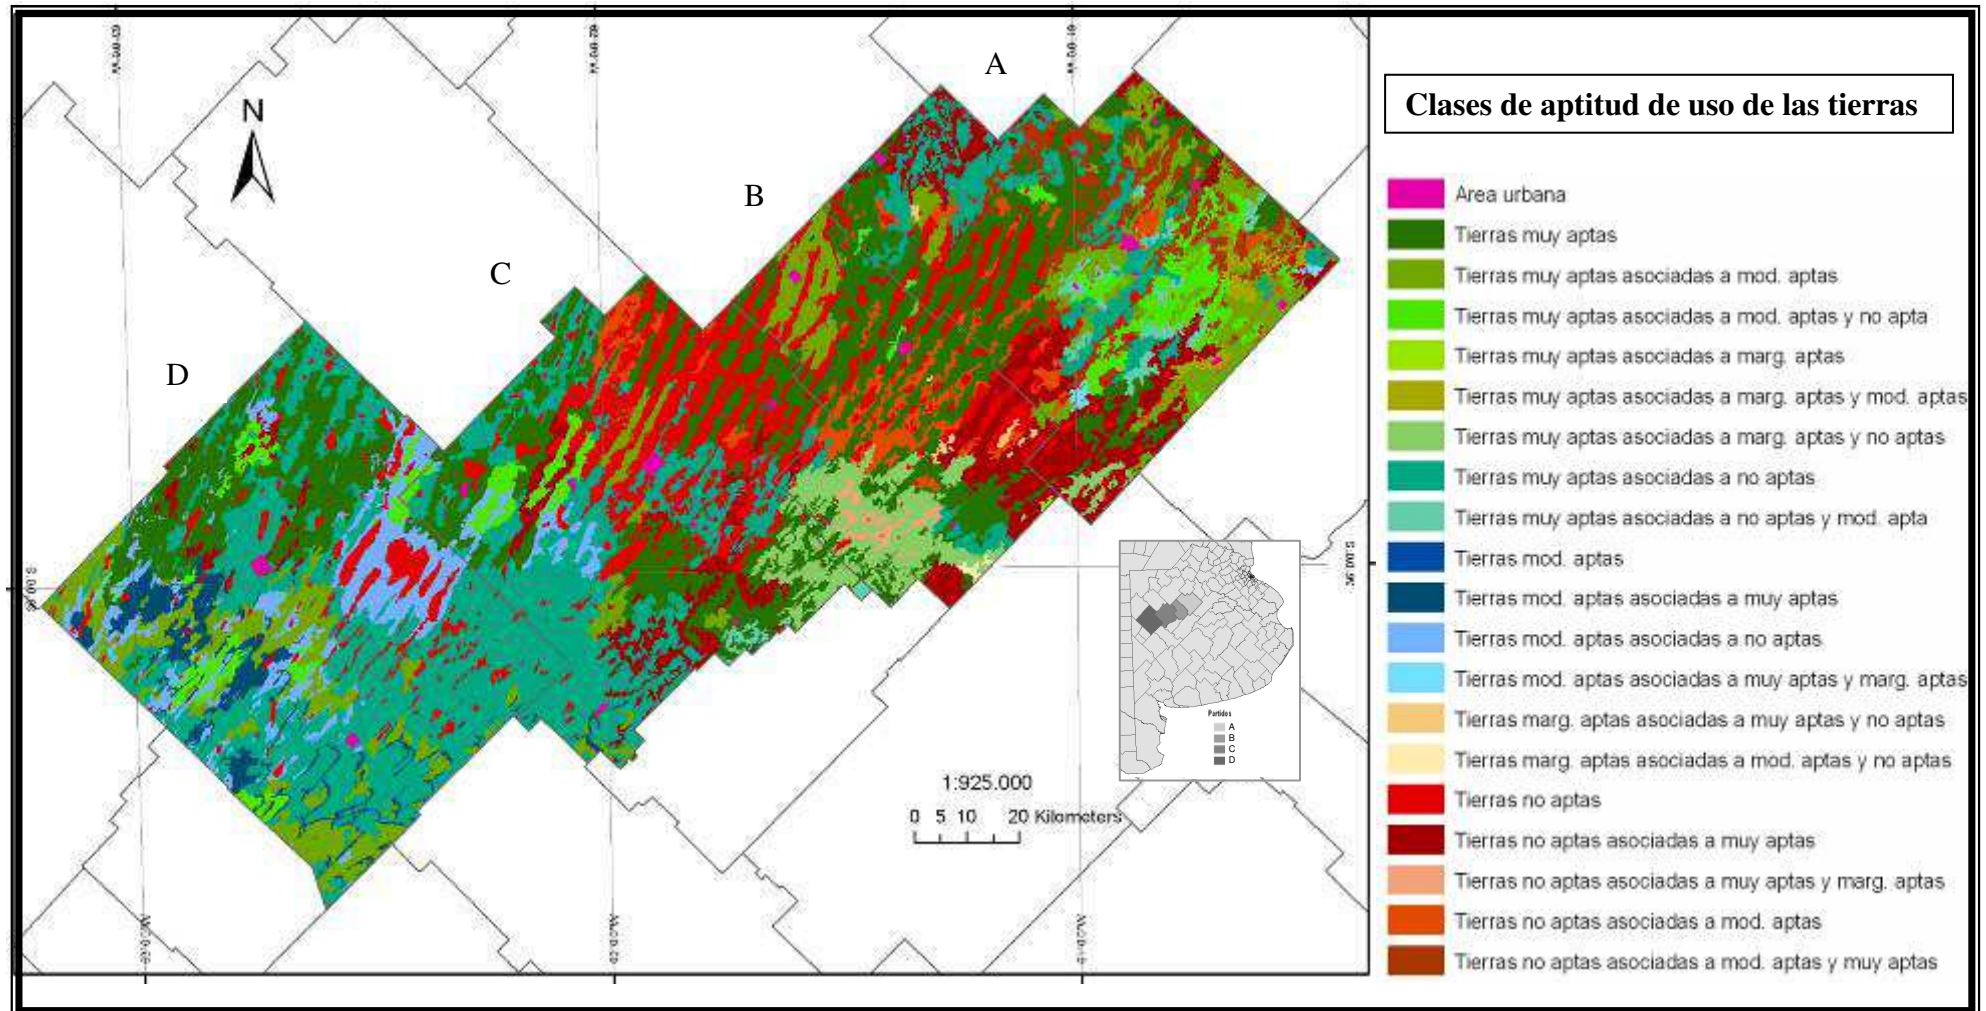 A
B
C
D
N
Clases de aptitud de uso de las tierras
Area urbana
Tierras muy aptas
Tierras muy aptas asociadas a mod. aptas
Tierras muy aptas asociadas a mod. aptas y no apta
Tierras muy aptas asociadas a marg. aptas
Tierras muy aptas asociadas a marg. aptas y mod. aptas
Tierras muy aptas asociadas a marg. aptas y no aptas
Tierras muy aptas asociadas a no aptas
Tierras muy aptas asociadas a no aptas y mod. apta
Tierras mod. aptas
Tierras mod. aptas asociadas a muy aptas
Tierras mod. aptas asociadas a no aptas
Tierras mod. aptas asociadas a muy aptas y marg. aptas
Tierras marg. aptas asociadas a muy aptas y no aptas
Tierras marg. aptas asociadas a mod. aptas y no aptas
Tierras no aptas
Tierras no aptas asociadas a muy aptas
Tierras no aptas asociadas a muy aptas y marg. aptas
Tierras no aptas asociadas a mod. aptas
Tierras no aptas asociadas a mod. aptas y muy aptas
Partidos
A
B
C
D
1:925.000
0 5 10 20 Kilometers